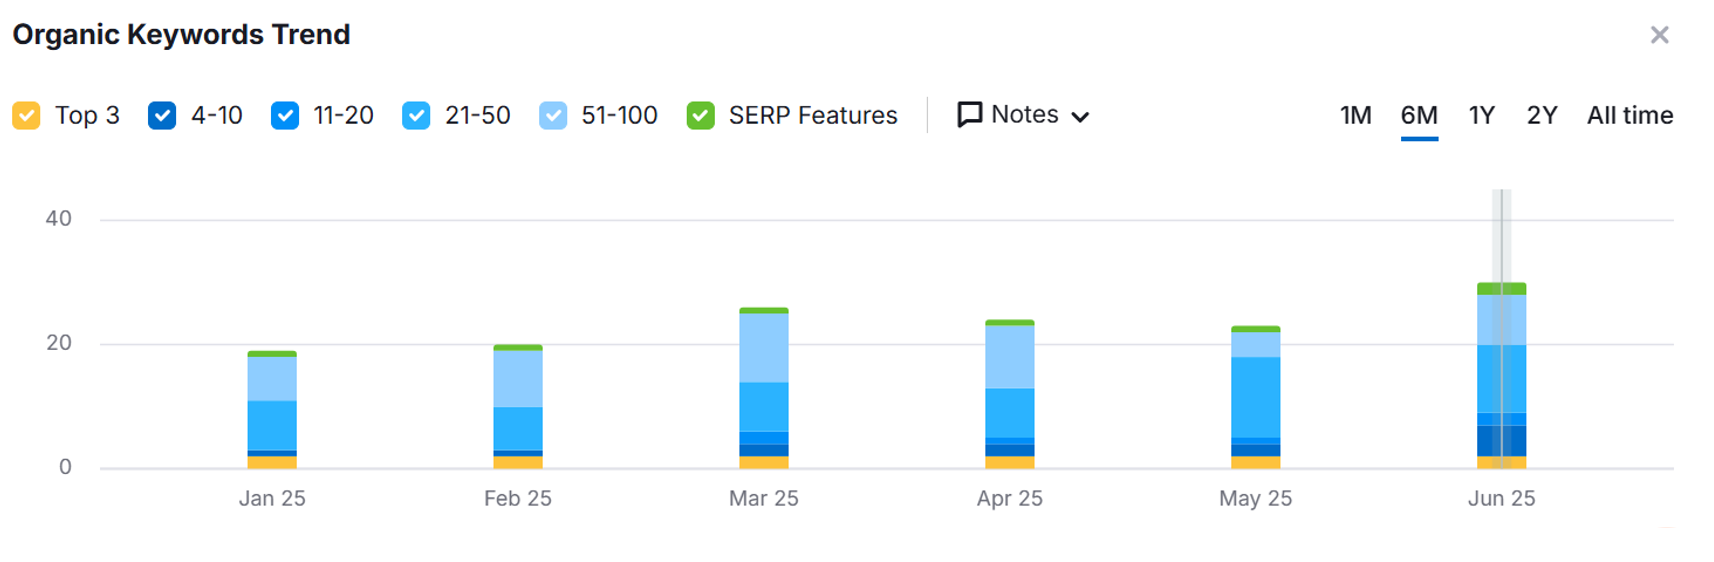 Organic Keywords Trend
Top 3 4-10 11-20 21-50 51-100 SERP Features Notes 1M 6M 1Y 2Y All time
40
20
0
Jan 25 Feb 25 Mar 25 Apr 25 May 25 Jun 25